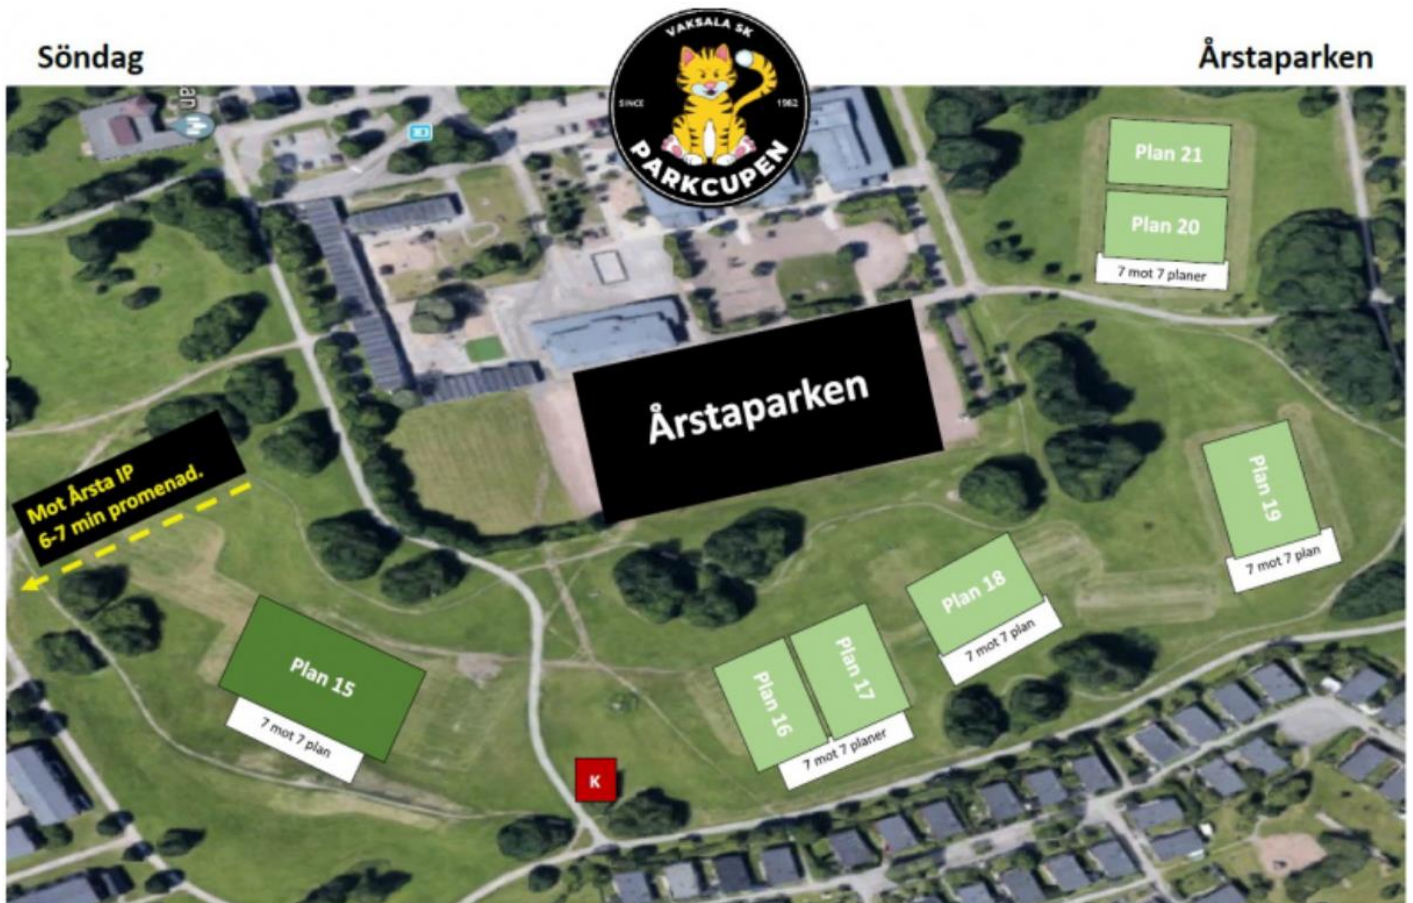 Söndag
VAKSALA SK
SINCE
1982
PARKCUPEN
Årstaparken
Plan 21
Plan 20
7 mot 7 planer
Årstaparken
Mot Årsta IP
6-7 min promenad.
Plan 19
7 mot 7 plan
Plan 18
7 mot 7 plan
Plan 17
Plan 16
7 mot 7 planer
Plan 15
7 mot 7 plan
K